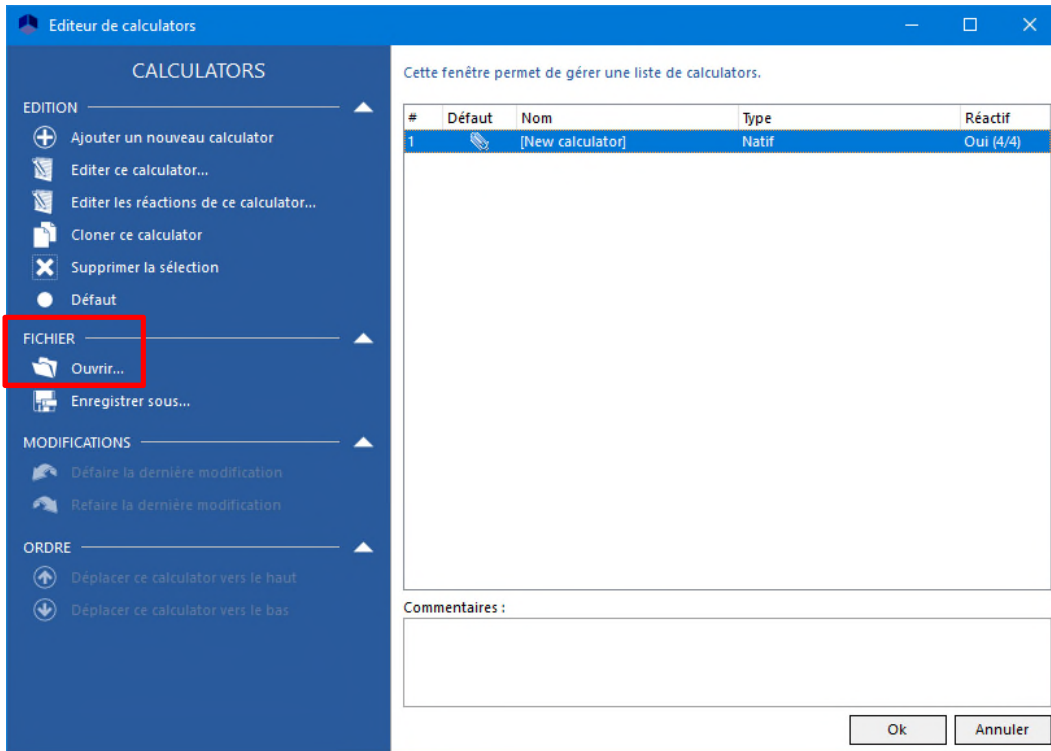 Editeur de calculators
CALCULATORS
EDITION
Ajouter un nouveau calculator
Editer ce calculator...
Editer les réactions de ce calculator...
Cloner ce calculator
Supprimer la sélection
Défaut
FICHIER
Ouvrir...
Enregistrer sous...
MODIFICATIONS
Défaire la dernière modification
Refaire la dernière modification
ORDRE
Déplacer ce calculator vers le haut
Déplacer ce calculator vers le bas
Cette fenêtre permet de gérer une liste de calculators.
# Défaut Nom Type Réactif
1 [New calculator] Natif Oui (4/4)
Commentaires :
Ok Annuler